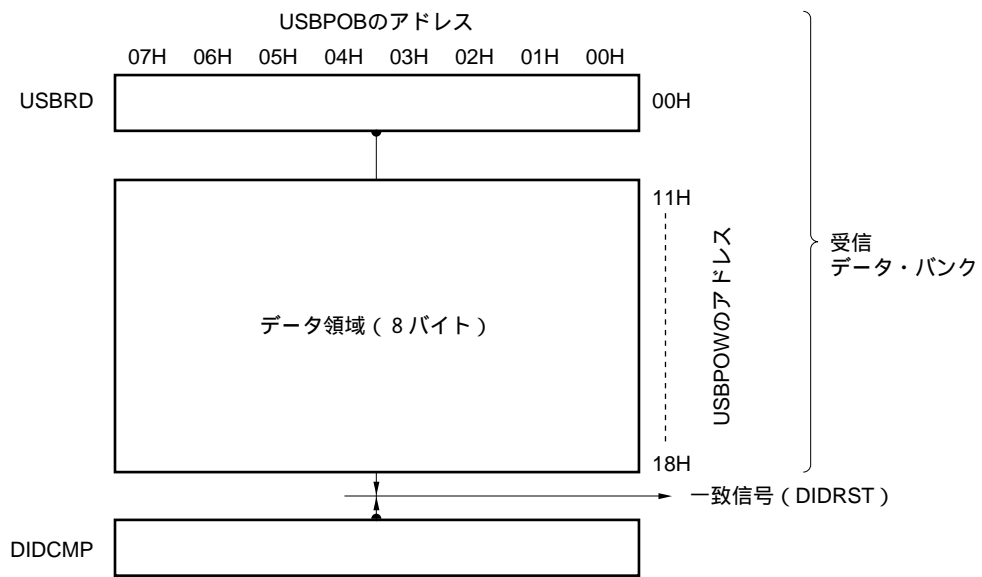 USBPOBのアドレス
07H 06H 05H 04H 03H 02H 01H 00H
USBRD
00H
11H
USBPOWのアドレス
受信
データ・バンク
データ領域（8バイト）
18H
一致信号（DIDRST）
DIDCMP